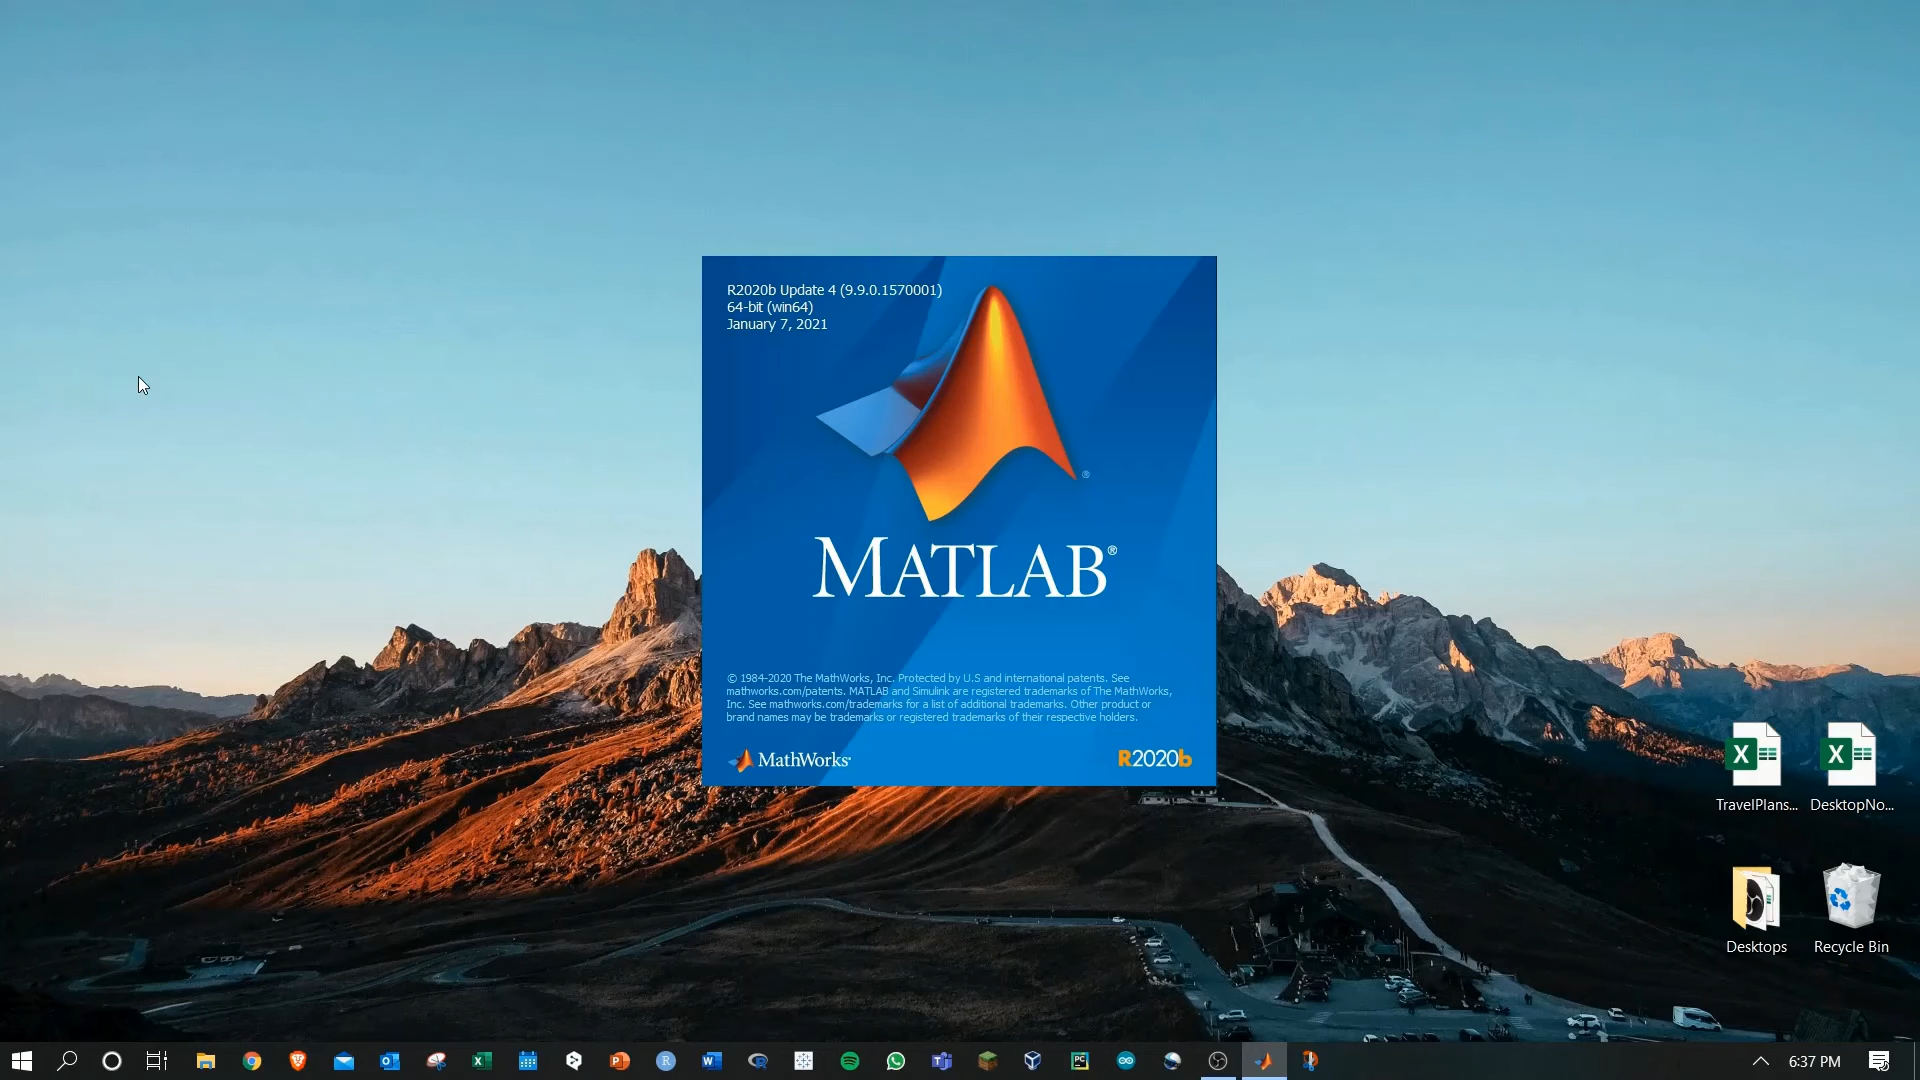 R2020b Update 4 (9.9.0.1570001)
64-bit (win64)
January 7, 2021
®
MATLAB®
© 1984-2020 The MathWorks, Inc. Protected by U.S and international patents. See
mathworks.com/patents. MATLAB and Simulink are registered trademarks of The MathWorks,
Inc. See mathworks.com/trademarks for a list of additional trademarks. Other product or
brand names may be trademarks or registered trademarks of their respective holders.
MathWorks®
R2020b
TravelPlans...
DesktopNo...
Desktops
Recycle Bin
6:37 PM